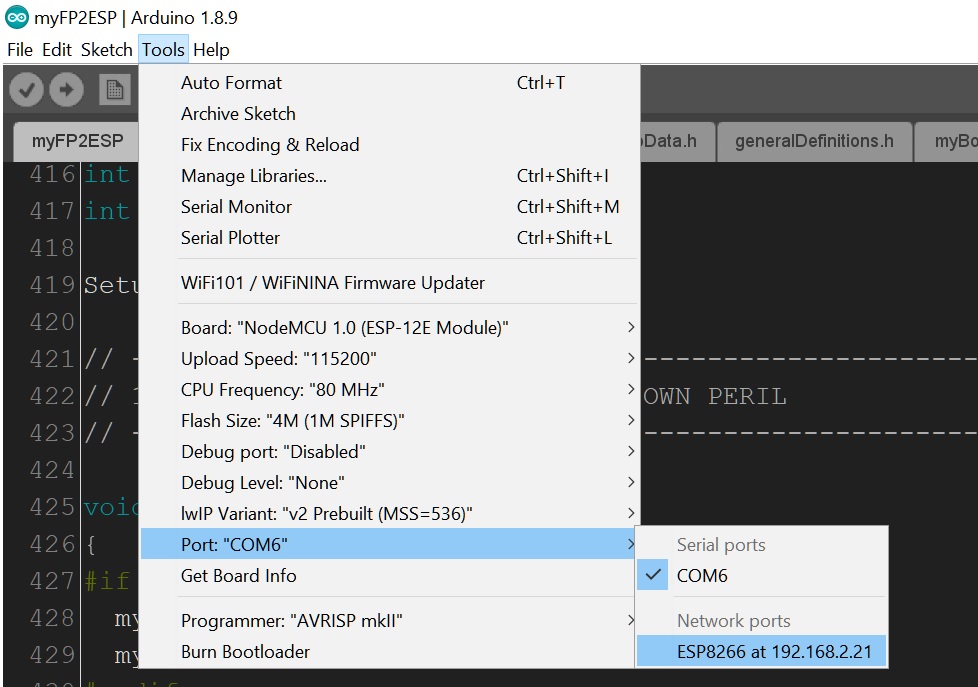 myFP2ESP | Arduino 1.8.9
File Edit Sketch Tools Help
Auto Format Ctrl+T
Archive Sketch
Fix Encoding & Reload
Manage Libraries... Ctrl+Shift+I
Serial Monitor Ctrl+Shift+M
Serial Plotter Ctrl+Shift+L
WiFi101 / WiFiNINA Firmware Updater
Board: "NodeMCU 1.0 (ESP-12E Module)"
Upload Speed: "115200"
CPU Frequency: "80 MHz"
Flash Size: "4M (1M SPIFFS)"
Debug port: "Disabled"
Debug Level: "None"
lwIP Variant: "v2 Prebuilt (MSS=536)"
Port: "COM6"
Get Board Info
Programmer: "AVRISP mkII"
Burn Bootloader
Serial ports
COM6
Network ports
ESP8266 at 192.168.2.21
myFP2ESP
Data.h generalDefinitions.h myBo
416 int
417 int
418
419 Setu
420
421 // ------------------------
422 // OWN PERIL
423 // ------------------------
424
425 void
426 {
427 #if
428 my
429 my